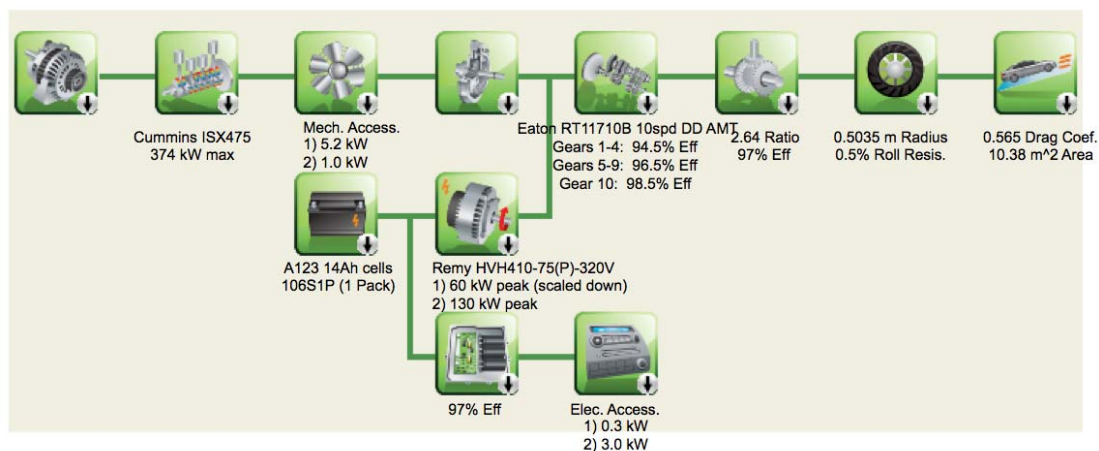 Cummins ISX475
374 kW max
Mech. Access.
1) 5.2 kW
2) 1.0 kW
Eaton RT11710B 10spd DD AMT
Gears 1-4: 94.5% Eff
Gears 5-9: 96.5% Eff
Gear 10: 98.5% Eff
2.64 Ratio
97% Eff
0.5035 m Radius
0.5% Roll Resis.
0.565 Drag Coef.
10.38 m^2 Area
A123 14Ah cells
106S1P (1 Pack)
Remy HVH410-75(P)-320V
1) 60 kW peak (scaled down)
2) 130 kW peak
97% Eff
Elec. Access.
1) 0.3 kW
2) 3.0 kW